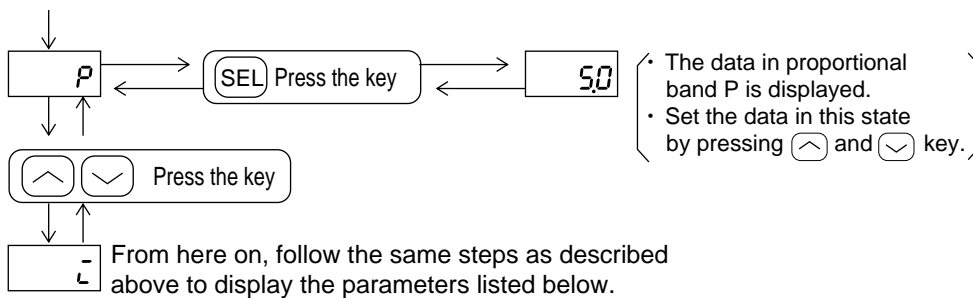 P
SEL Press the key
5.0
・ The data in proportional
band P is displayed.
・ Set the data in this state
by pressing and key.
Press the key
i
From here on, follow the same steps as described
above to display the parameters listed below.